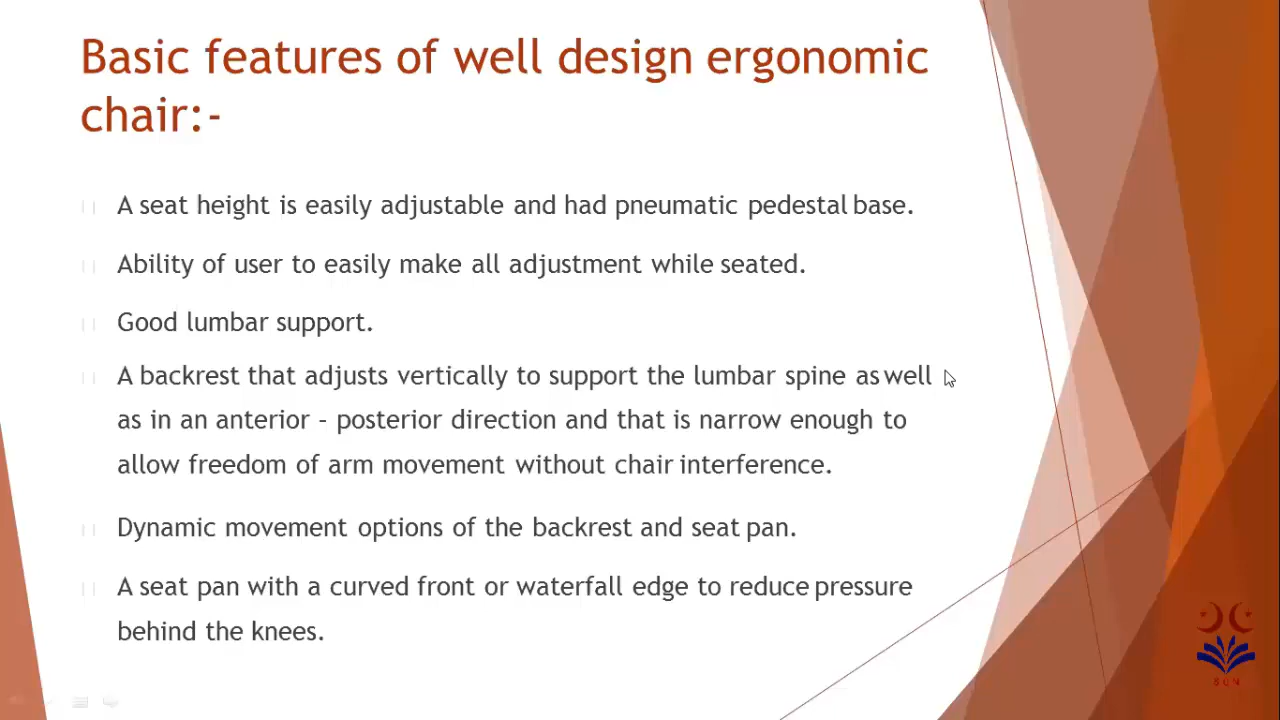 Basic features of well design ergonomic
chair:-
A seat height is easily adjustable and had pneumatic pedestal base.
Ability of user to easily make all adjustment while seated.
Good lumbar support.
A backrest that adjusts vertically to support the lumbar spine as well
as in an anterior – posterior direction and that is narrow enough to
allow freedom of arm movement without chair interference.
Dynamic movement options of the backrest and seat pan.
A seat pan with a curved front or waterfall edge to reduce pressure
behind the knees.